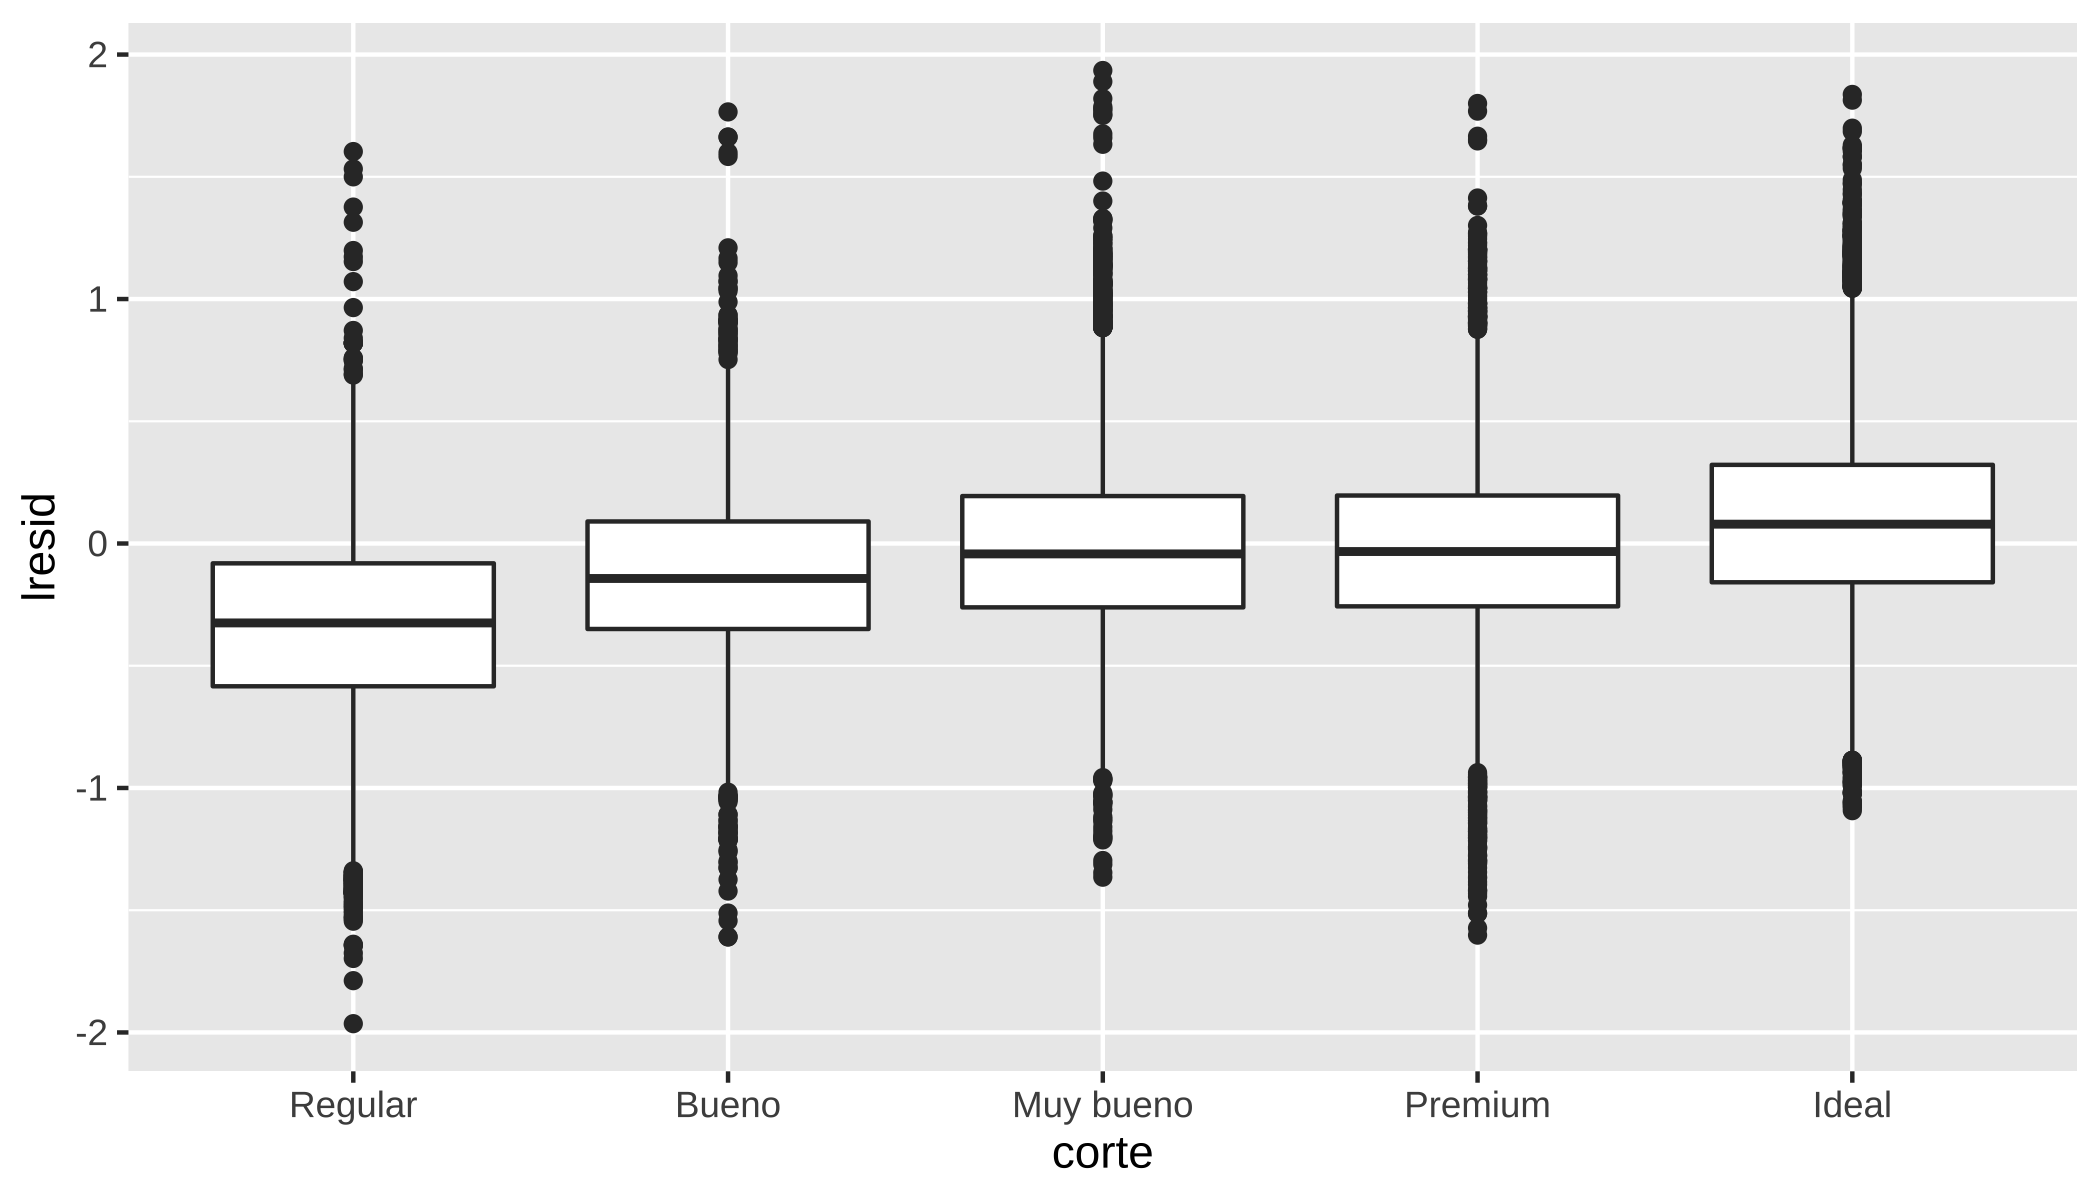 2
1
0
-1
-2
lresid
Regular
Bueno
Muy bueno
Premium
Ideal
corte